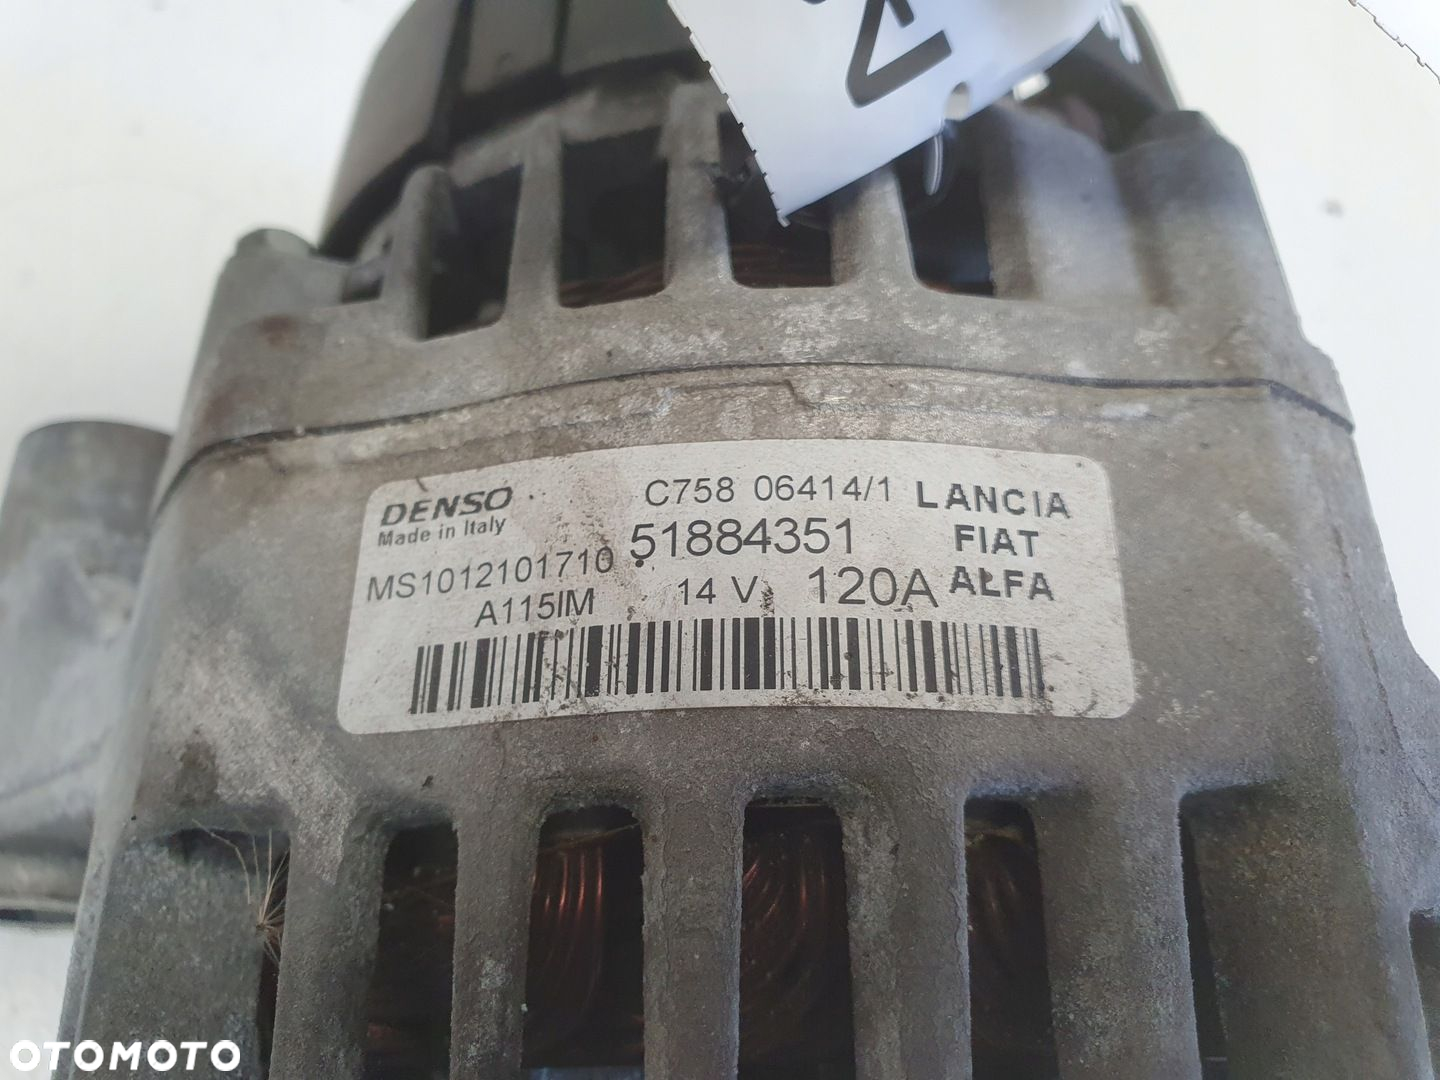 DENSO
Made in Italy
MS1012101710
A115IM
C758 06414/1
51884351
14 V 120A
LANCIA
FIAT
ALFA
OTOMOTO